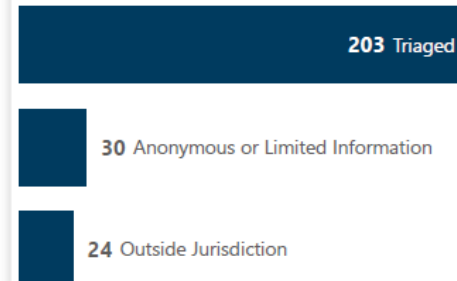 203 Triaged
30 Anonymous or Limited Information
24 Outside Jurisdiction